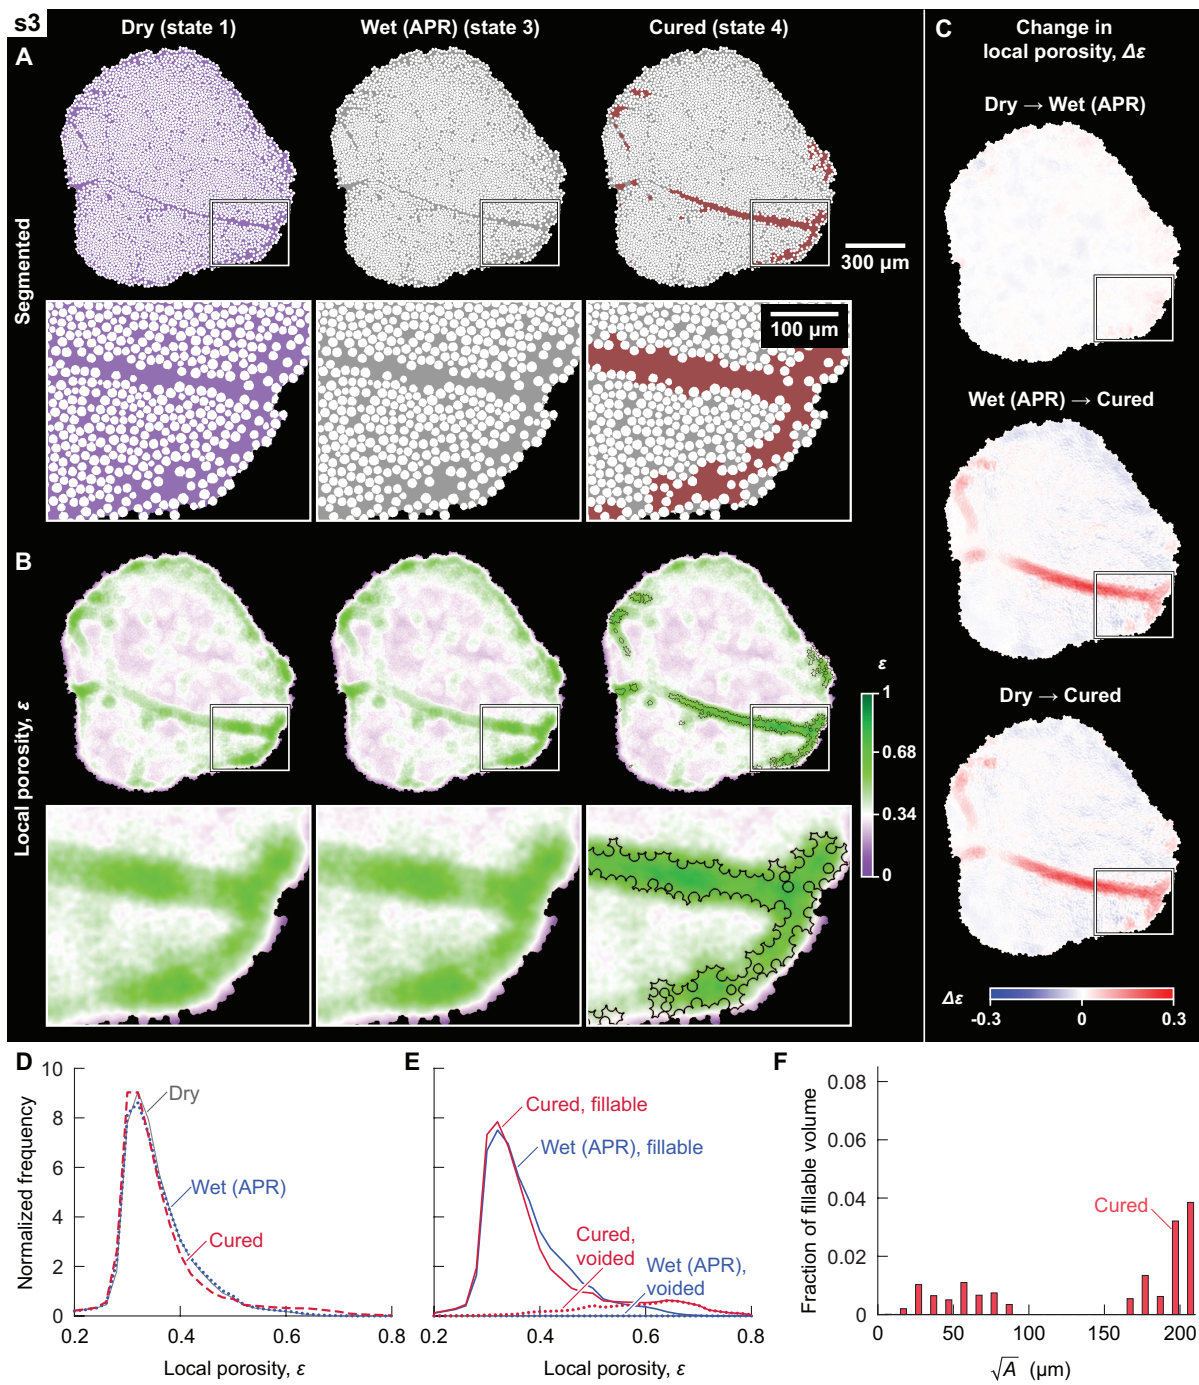 s3
Dry (state 1)
Wet (APR) (state 3)
Cured (state 4)
A
Segmented
300 μm
100 μm
B
Local porosity, ε
ε
1
0.68
0.34
0
C
Change in
local porosity, Δε
Dry → Wet (APR)
Wet (APR) → Cured
Dry → Cured
Δε
-0.3
0
0.3
D
Normalized frequency
10
8
6
4
2
0
Dry
Wet (APR)
Cured
0.2
0.4
0.6
0.8
Local porosity, ε
E
Cured, fillable
Wet (APR), fillable
Cured,
voided
Wet (APR),
voided
0.2
0.4
0.6
0.8
Local porosity, ε
F
Fraction of fillable volume
0.08
0.06
0.04
0.02
0
Cured
0
50
100
150
200
√A (μm)